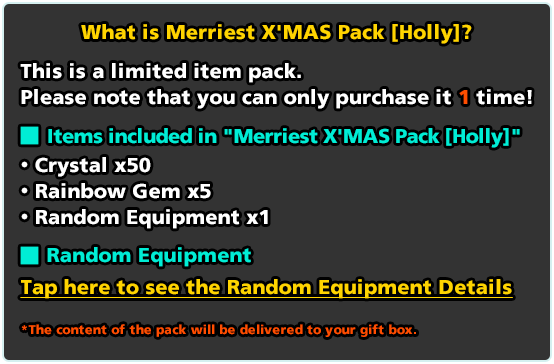 What is Merriest X'MAS Pack [Holly]?
This is a limited item pack.
Please note that you can only purchase it 1 time!
Items included in "Merriest X'MAS Pack [Holly]"
• Crystal x50
• Rainbow Gem x5
• Random Equipment x1
Random Equipment
Tap here to see the Random Equipment Details
*The content of the pack will be delivered to your gift box.